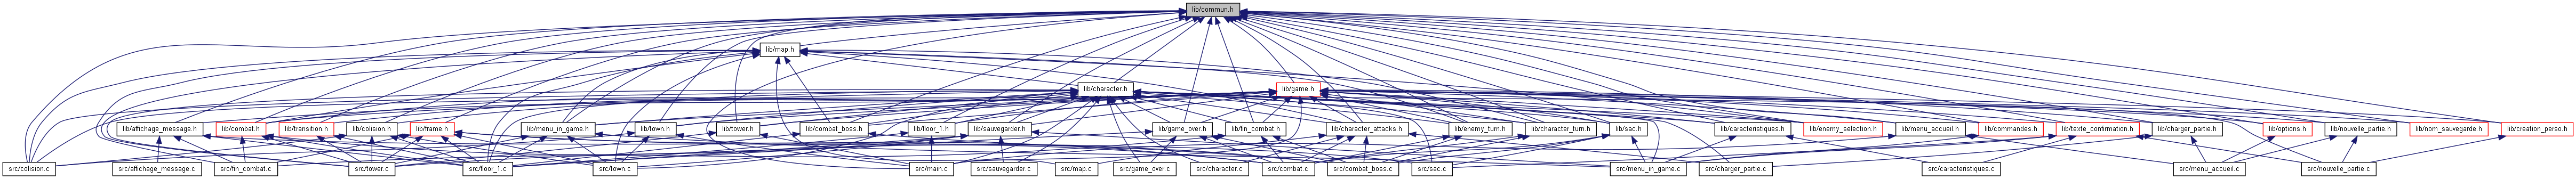 lib/commun.h
lib/map.h
lib/character.h
lib/game.h
lib/affichage_message.h
lib/combat.h
lib/transition.h
lib/colision.h
lib/frame.h
lib/menu_in_game.h
lib/town.h
lib/tower.h
lib/combat_boss.h
lib/floor_1.h
lib/sauvegarder.h
lib/game_over.h
lib/fin_combat.h
lib/character_attacks.h
lib/enemy_turn.h
lib/character_turn.h
lib/sac.h
lib/caracteristiques.h
lib/enemy_selection.h
lib/menu_accueil.h
lib/commandes.h
lib/texte_confirmation.h
lib/charger_partie.h
lib/options.h
lib/nouvelle_partie.h
lib/nom_sauvegarde.h
lib/creation_perso.h
src/colision.c
src/affichage_message.c
src/fin_combat.c
src/tower.c
src/floor_1.c
src/town.c
src/main.c
src/sauvegarder.c
src/map.c
src/game_over.c
src/character.c
src/combat.c
src/combat_boss.c
src/sac.c
src/menu_in_game.c
src/charger_partie.c
src/caracteristiques.c
src/menu_accueil.c
src/nouvelle_partie.c